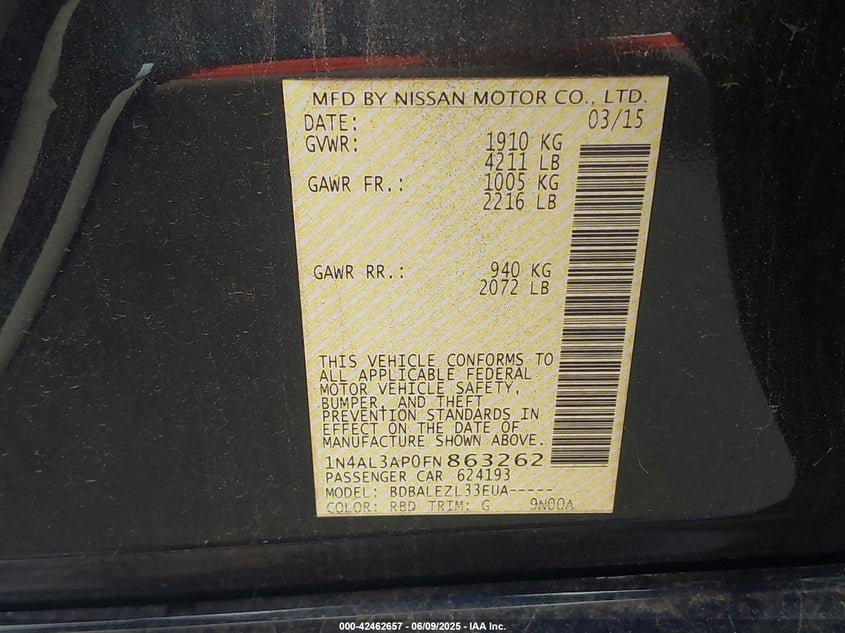 MFD BY NISSAN MOTOR CO., LTD.
DATE: 03/15
GVWR: 1910 KG
4211 LB
GAWR FR.: 1005 KG
2216 LB
GAWR RR.: 940 KG
2072 LB
THIS VEHICLE CONFORMS TO
ALL APPLICABLE FEDERAL
MOTOR VEHICLE SAFETY,
BUMPER, AND THEFT
PREVENTION STANDARDS IN
EFFECT ON THE DATE OF
MANUFACTURE SHOWN ABOVE.
1N4AL3AP0FN863262
PASSENGER CAR 624193
MODEL: BDBALEZL33EUA-----
COLOR: RBD TRIM: G 9N00A
000-42462657 - 06/09/2025 - IAA Inc.